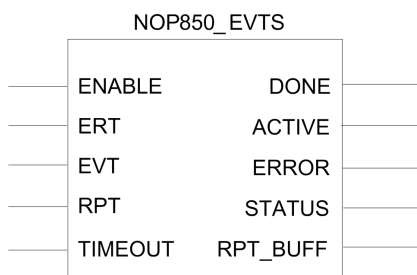 NOP850_EVTS
ENABLE DONE
ERT ACTIVE
EVT ERROR
RPT STATUS
TIMEOUT RPT_BUFF